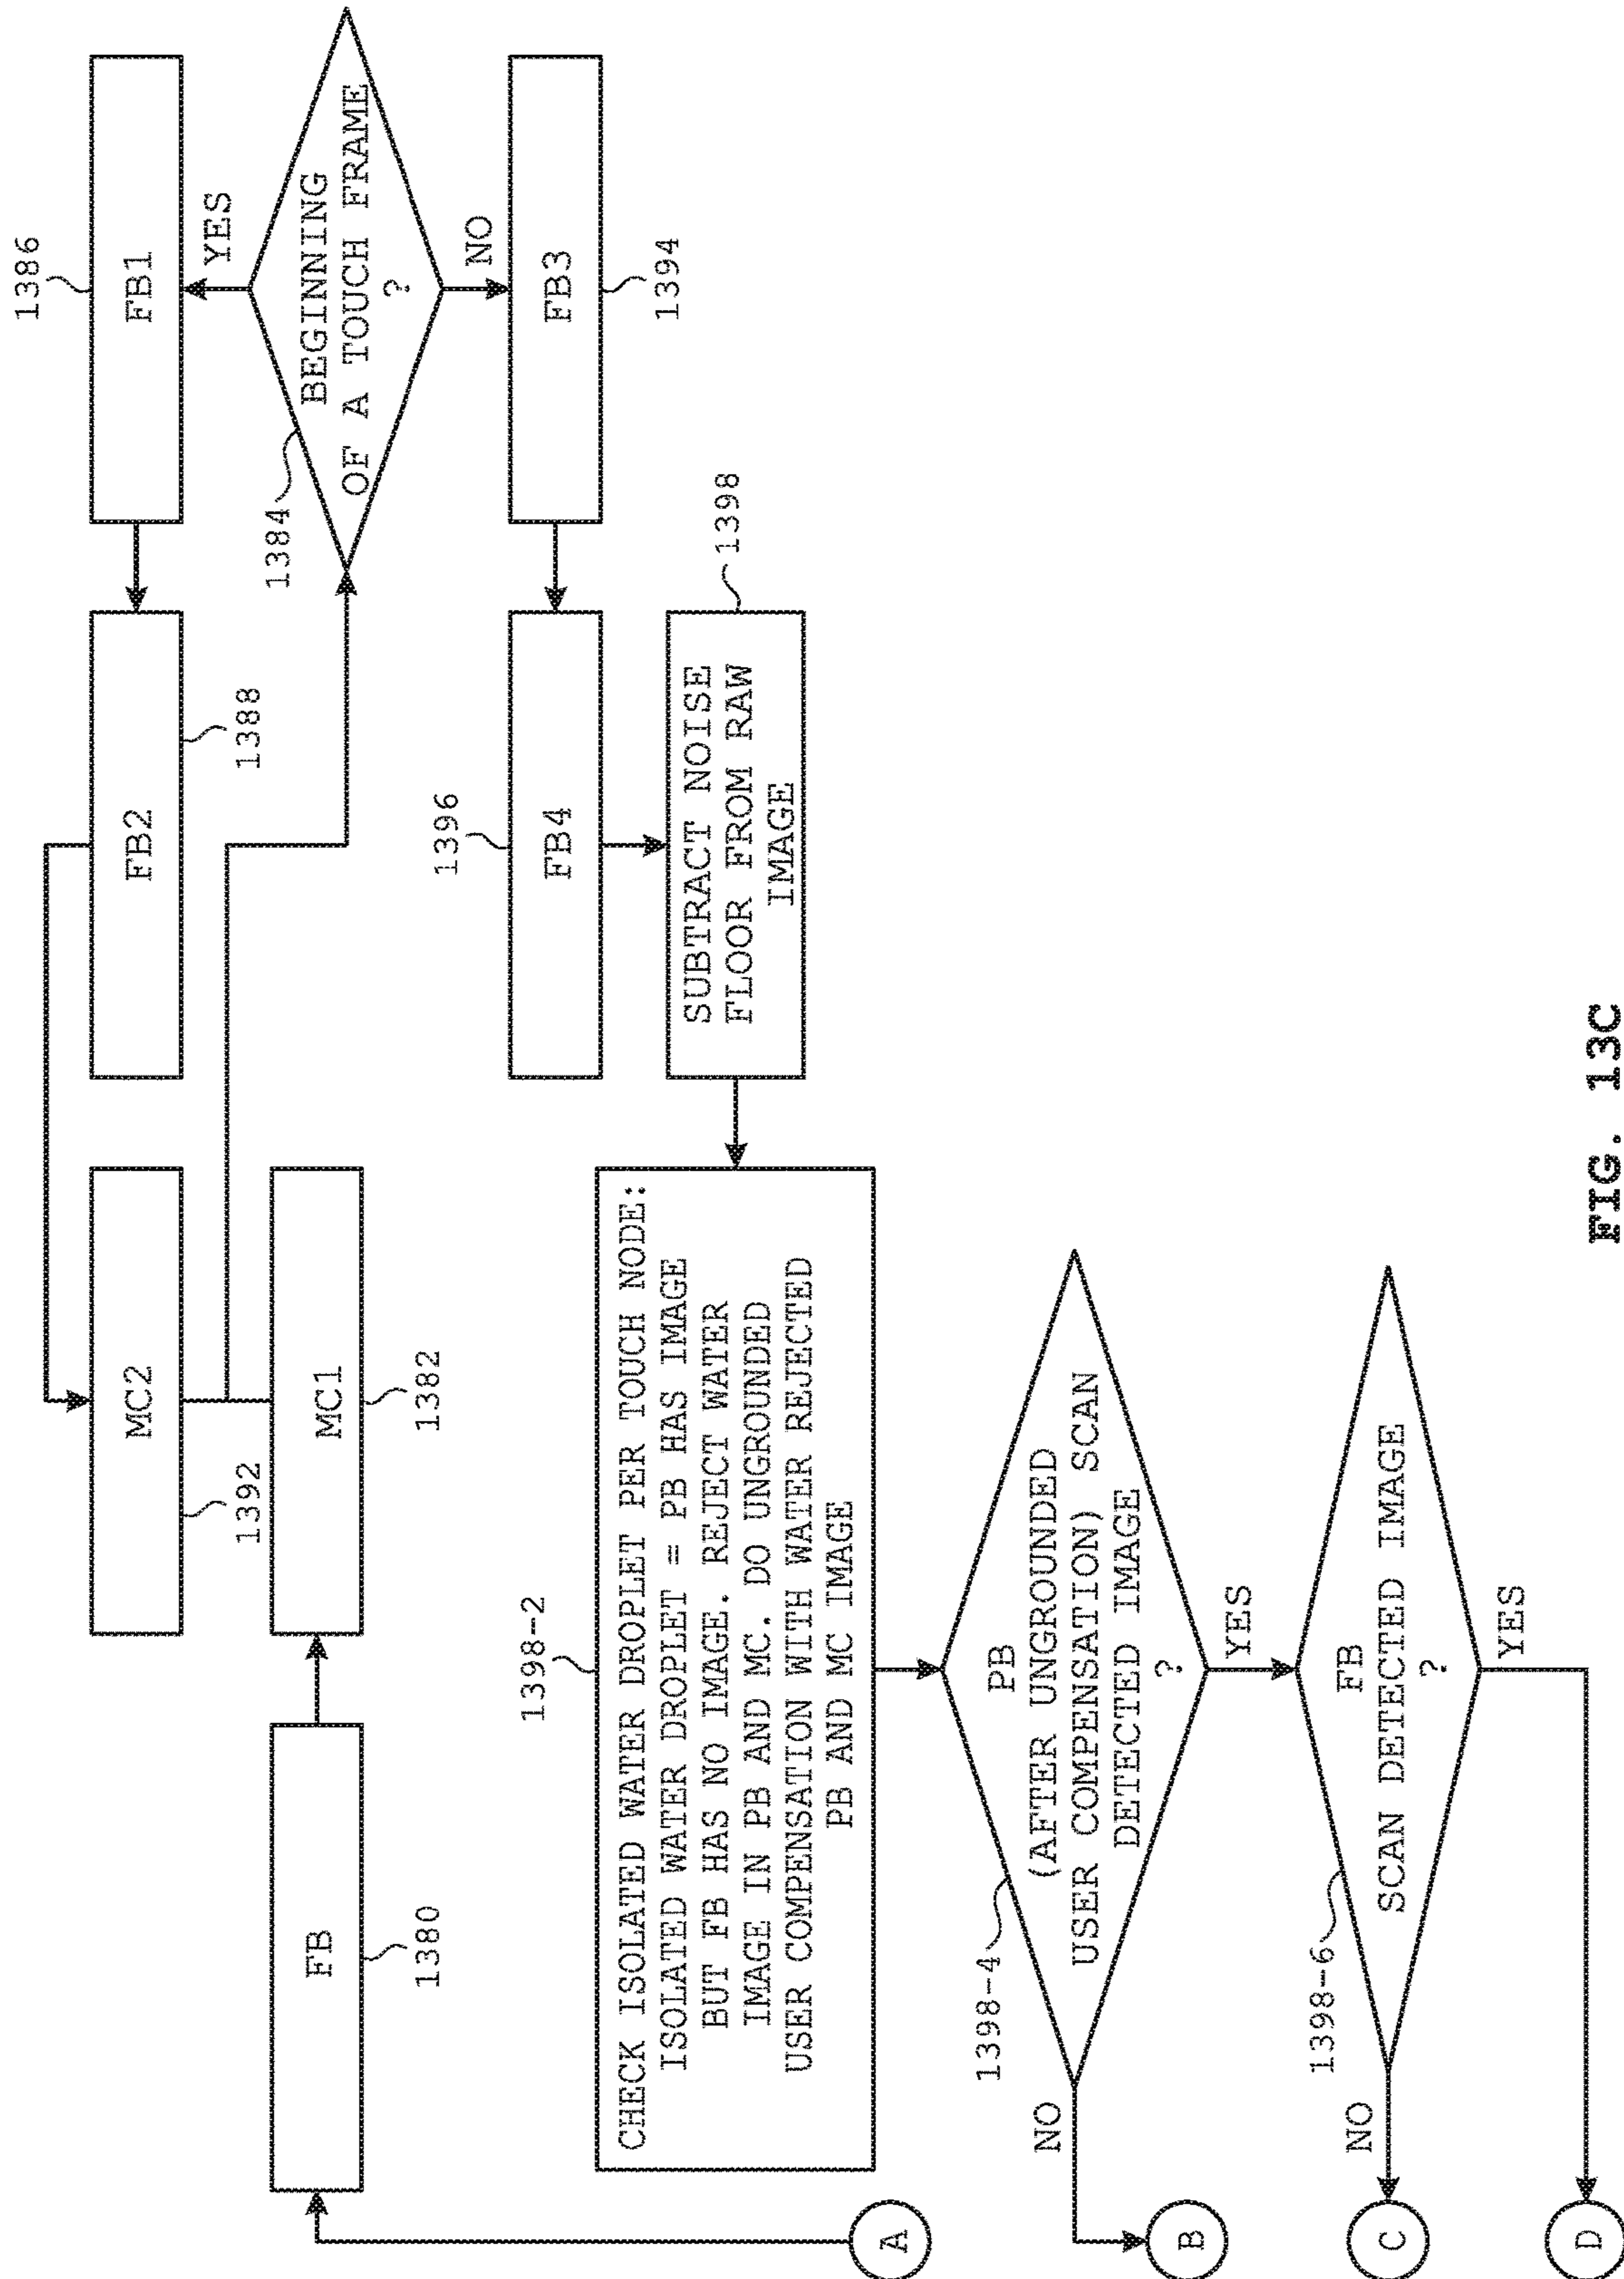 1392
MC2
1388
FB2
1386
FB1
YES
1380
FB
1382
MC1
1384
BEGINNING
OF A TOUCH FRAME
?
NO
1394
FB3
1396
FB4
1398
SUBTRACT NOISE
FLOOR FROM RAW
IMAGE
1398-2
CHECK ISOLATED WATER DROPLET PER TOUCH NODE:
ISOLATED WATER DROPLET = PB HAS IMAGE
BUT FB HAS NO IMAGE. REJECT WATER
IMAGE IN PB AND MC. DO UNGROUNDED
USER COMPENSATION WITH WATER REJECTED
PB AND MC IMAGE
A
1398-4
PB
(AFTER UNGROUNDED
USER COMPENSATION) SCAN
DETECTED IMAGE
?
NO
B
YES
1398-6
FB
SCAN DETECTED IMAGE
?
NO
C
YES
D
FIG. 13C